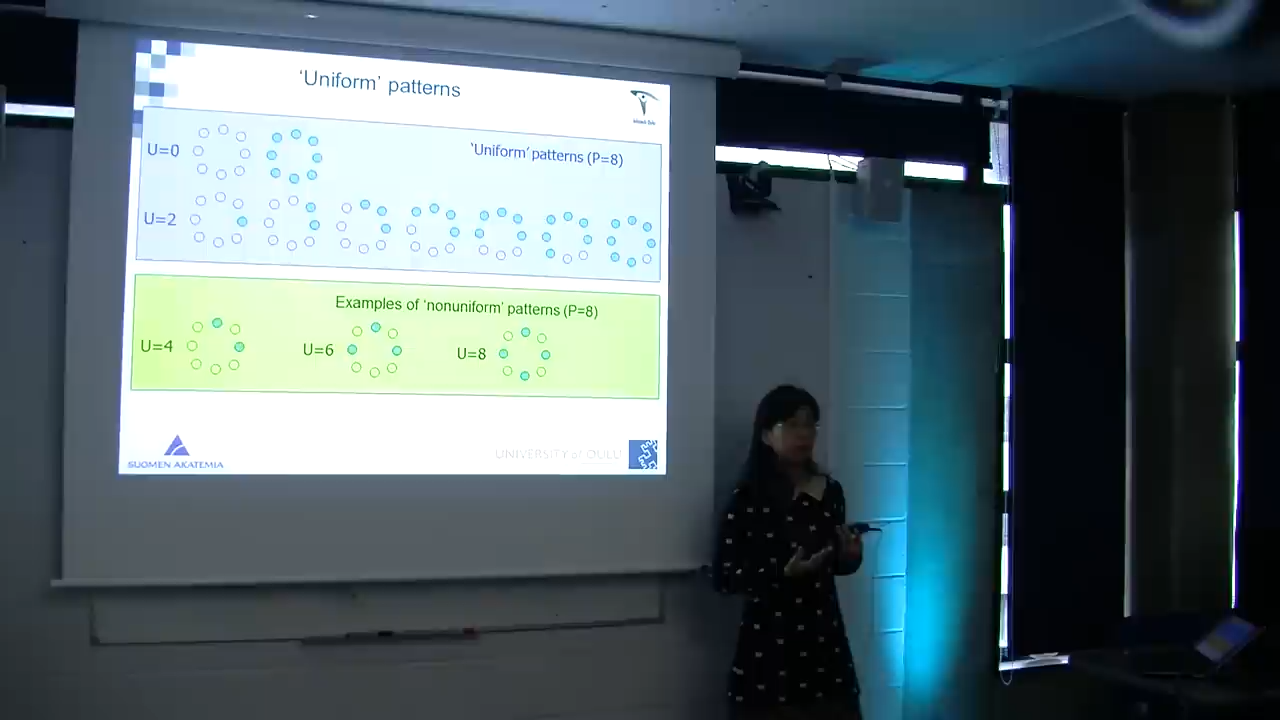 ‘Uniform’ patterns
U=0
‘Uniform’ patterns (P=8)
U=2
Examples of ‘nonuniform’ patterns (P=8)
U=4
U=6
U=8
SUOMEN AKATEMIA
UNIVERSITY of OULU